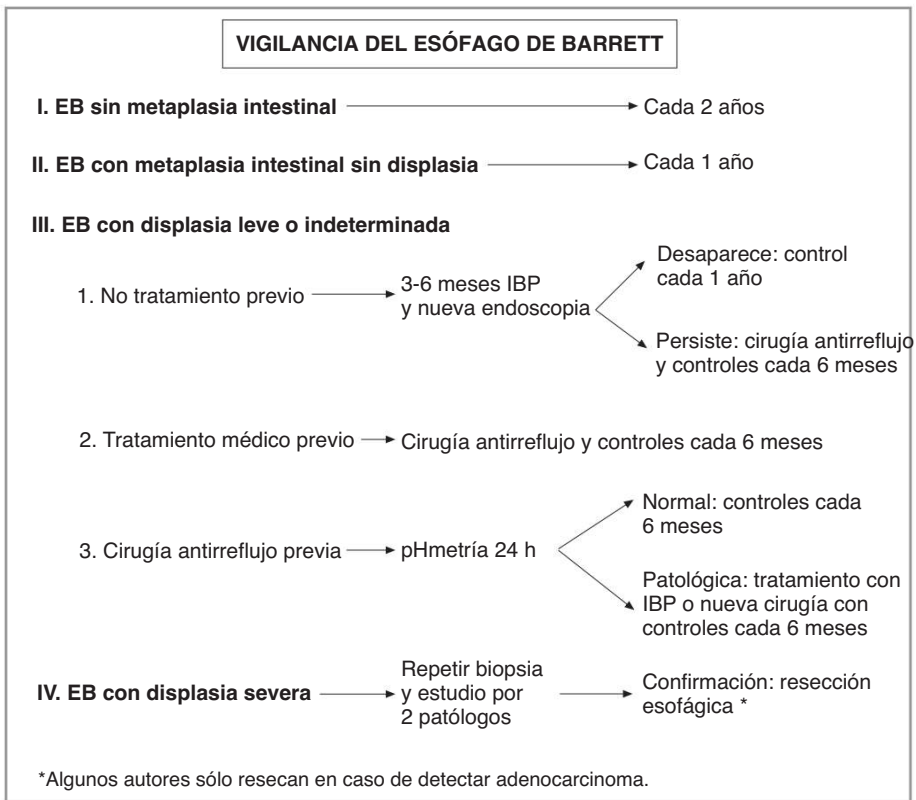 VIGILANCIA DEL ESÓFAGO DE BARRETT
I. EB sin metaplasia intestinal
Cada 2 años
II. EB con metaplasia intestinal sin displasia
Cada 1 año
III. EB con displasia leve o indeterminada
1. No tratamiento previo
3-6 meses IBP
y nueva endoscopia
Desaparece: control
cada 1 año
Persiste: cirugía antirreflujo
y controles cada 6 meses
2. Tratamiento médico previo
Cirugía antirreflujo y controles cada 6 meses
3. Cirugía antirreflujo previa
pHmetría 24 h
Normal: controles cada
6 meses
Patológica: tratamiento con
IBP o nueva cirugía con
controles cada 6 meses
IV. EB con displasia severa
Repetir biopsia
y estudio por
2 patólogos
Confirmación: resección
esofágica *
*Algunos autores sólo resecan en caso de detectar adenocarcinoma.